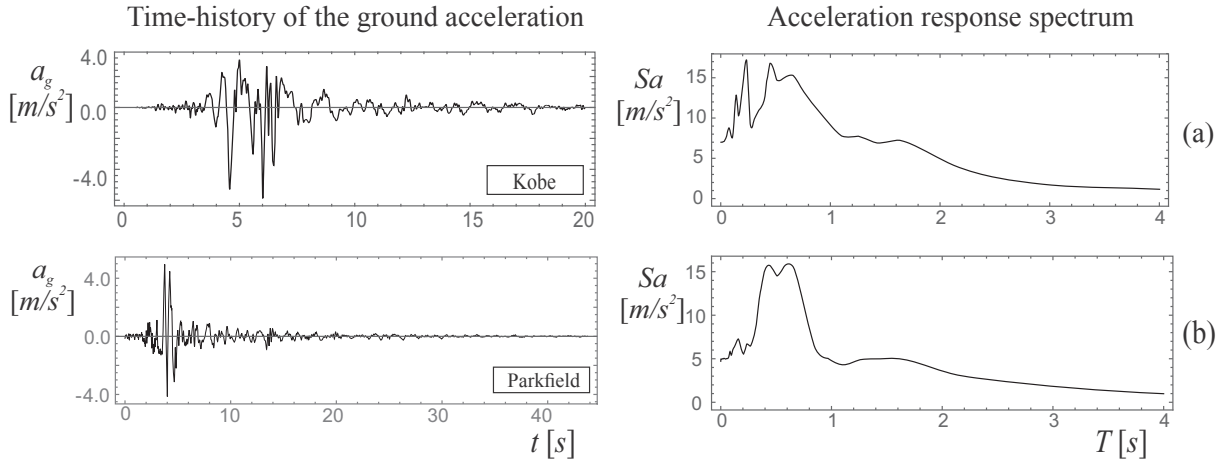 Time-history of the ground acceleration
Acceleration response spectrum
a_g
[m/s²]
4.0
0.0
-4.0
Kobe
0 5 10 15 20
Sa
[m/s²]
15
10
5
0
0 1 2 3 4
(a)
a_g
[m/s²]
4.0
0.0
-4.0
Parkfield
0 10 20 30 40
t [s]
Sa
[m/s²]
15
10
5
0
0 1 2 3 4
T [s]
(b)